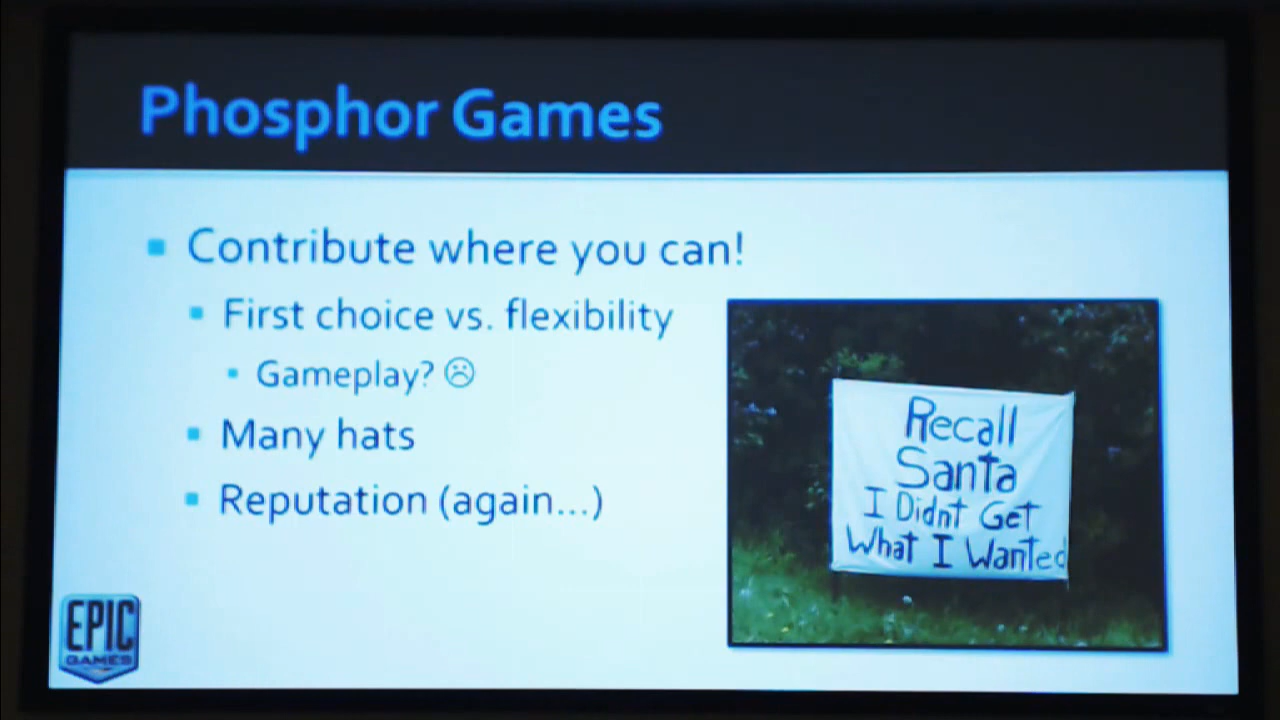 Phosphor Games
Contribute where you can!
First choice vs. flexibility
Gameplay? ☹
Many hats
Reputation (again...)
Recall
Santa
I Didnt Get
What I Wanted
EPIC
GAMES